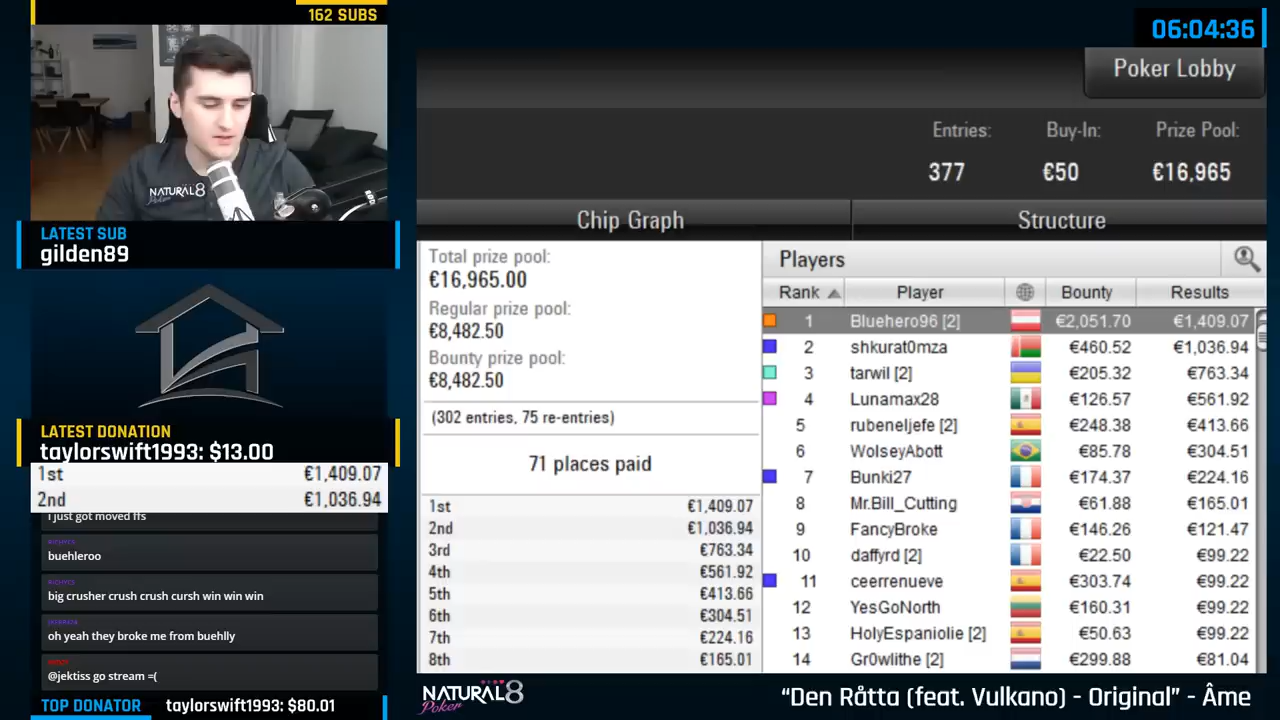 162 SUBS
NATURAL8
Poker
LATEST SUB
gilden89
LATEST DONATION
taylorswift1993: $13.00
1st €1,409.07
2nd €1,036.94
I just got moved ffs
buehleroo
big crusher crush crush cursh win win win
oh yeah they broke me from buehlly
@jektiss go stream =(
TOP DONATOR taylorswift1993: $80.01
06:04:36
Poker Lobby
Entries: Buy-In: Prize Pool:
377 €50 €16,965
Chip Graph Structure
Total prize pool:
€16,965.00
Regular prize pool:
€8,482.50
Bounty prize pool:
€8,482.50
(302 entries, 75 re-entries)
71 places paid
1st €1,409.07
2nd €1,036.94
3rd €763.34
4th €561.92
5th €413.66
6th €304.51
7th €224.16
8th €165.01
Players
Rank Player Bounty Results
1 Bluehero96 [2] €2,051.70 €1,409.07
2 shkurat0mza €460.52 €1,036.94
3 tarwil [2] €205.32 €763.34
4 Lunamax28 €126.57 €561.92
5 rubeneljefe [2] €248.38 €413.66
6 WolseyAbott €85.78 €304.51
7 Bunki27 €174.37 €224.16
8 Mr.Bill_Cutting €61.88 €165.01
9 FancyBroke €146.26 €121.47
10 daffyrd [2] €22.50 €99.22
11 ceerrenueve €303.74 €99.22
12 YesGoNorth €160.31 €99.22
13 HolyEspaniolie [2] €50.63 €99.22
14 Gr0wlithe [2] €299.88 €81.04
NATURAL8
Poker
“Den Råtta (feat. Vulkano) - Original” - Âme